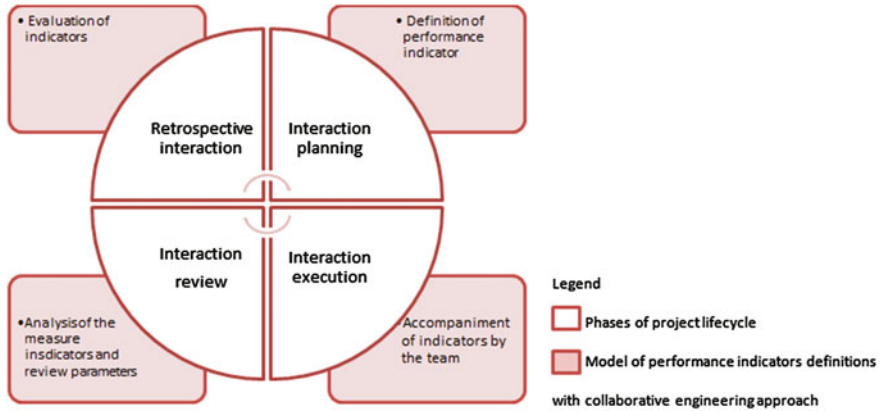 • Evaluation of
indicators
• Definition of
performance
indicator
Retrospective
interaction
Interaction
planning
Interaction
review
Interaction
execution
•Analysis of the
measure
insdicators and
review parameters
Accompaniment
of indicators by
the team
Legend
Phases of project lifecycle
Model of performance indicators definitions
with collaborative engineering approach